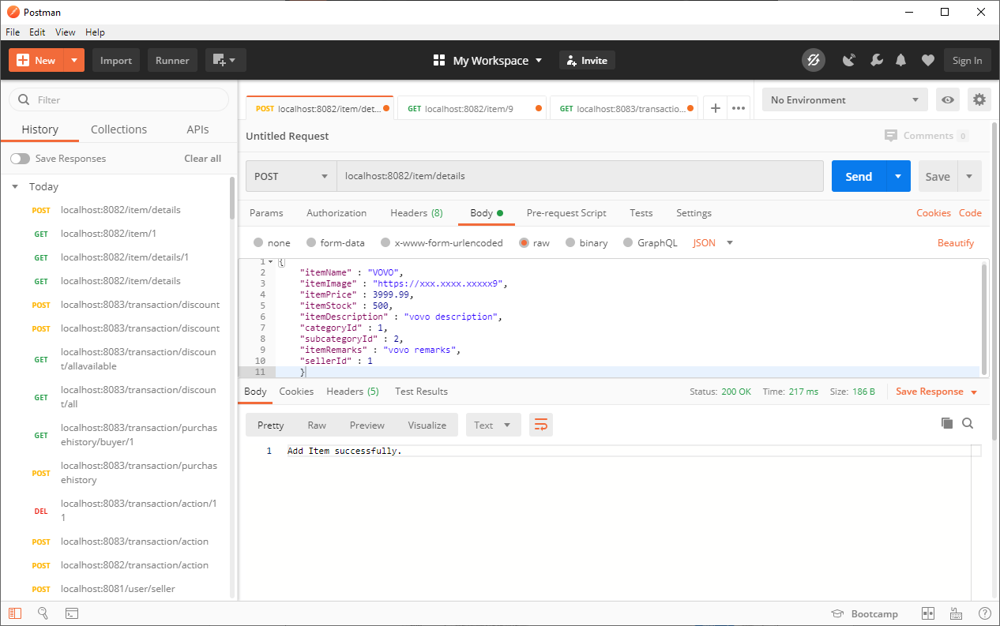 Postman
File Edit View Help
New Import Runner My Workspace Invite Sign In
Filter
History Collections APIs
Save Responses Clear all
Today
POST localhost:8082/item/details
GET localhost:8082/item/1
GET localhost:8082/item/details/1
GET localhost:8082/item/details
POST localhost:8083/transaction/discount
POST localhost:8083/transaction/discount
GET localhost:8083/transaction/discoun
t/allavailable
GET localhost:8083/transaction/discoun
t/all
GET localhost:8083/transaction/purchas
ehistory/buyer/1
POST localhost:8083/transaction/purchas
ehistory
DEL localhost:8083/transaction/action/1
1
POST localhost:8083/transaction/action
POST localhost:8082/transaction/action
POST localhost:8081/user/seller
POST localhost:8082/item/det... GET localhost:8082/item/9 GET localhost:8083/transactio... No Environment
Untitled Request Comments 0
POST localhost:8082/item/details Send Save
Params Authorization Headers (8) Body Pre-request Script Tests Settings Cookies Code
none form-data x-www-form-urlencoded raw binary GraphQL JSON Beautify
1 {
2 "itemName" : "VOVO",
3 "itemImage" : "https://xxx.xxxx.xxxxx9",
4 "itemPrice" : 3999.99,
5 "itemStock" : 500,
6 "itemDescription" : "vovo description",
7 "categoryId" : 1,
8 "subcategoryId" : 2,
9 "itemRemarks" : "vovo remarks",
10 "sellerId" : 1
11 }
Body Cookies Headers (5) Test Results Status: 200 OK Time: 217 ms Size: 186 B Save Response
Pretty Raw Preview Visualize Text
1 Add Item successfully.
Bootcamp